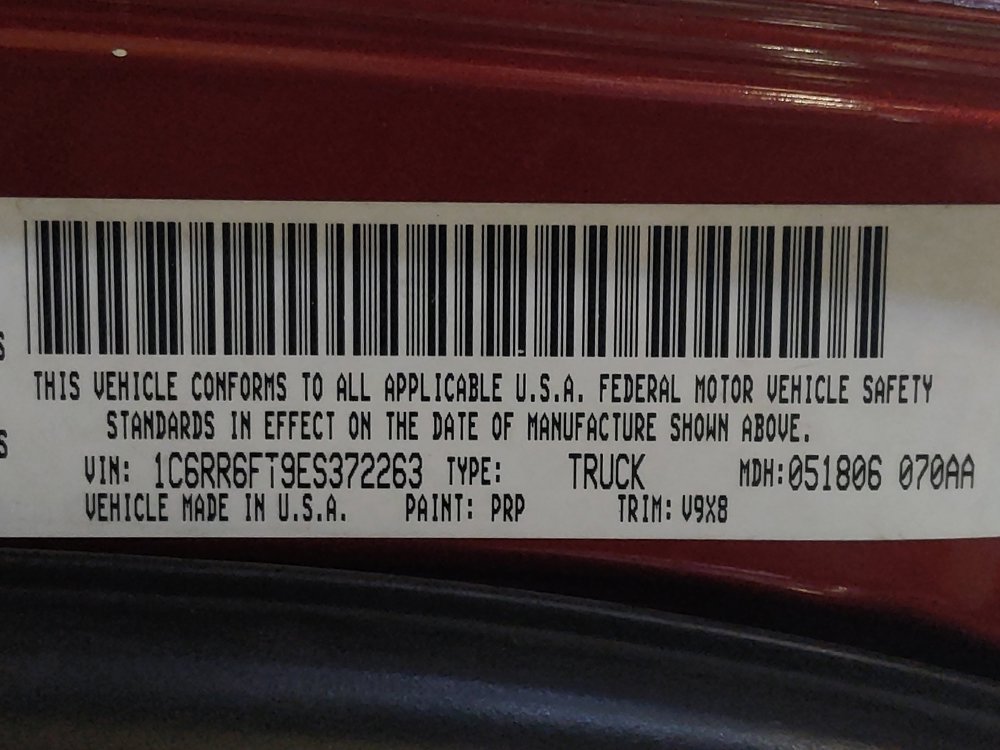 S
THIS VEHICLE CONFORMS TO ALL APPLICABLE U.S.A. FEDERAL MOTOR VEHICLE SAFETY
S
STANDARDS IN EFFECT ON THE DATE OF MANUFACTURE SHOWN ABOVE.
VIN: 1C6RR6FT9ES372263 TYPE: TRUCK MDH:051806 070AA
VEHICLE MADE IN U.S.A. PAINT: PRP TRIM: V9X8